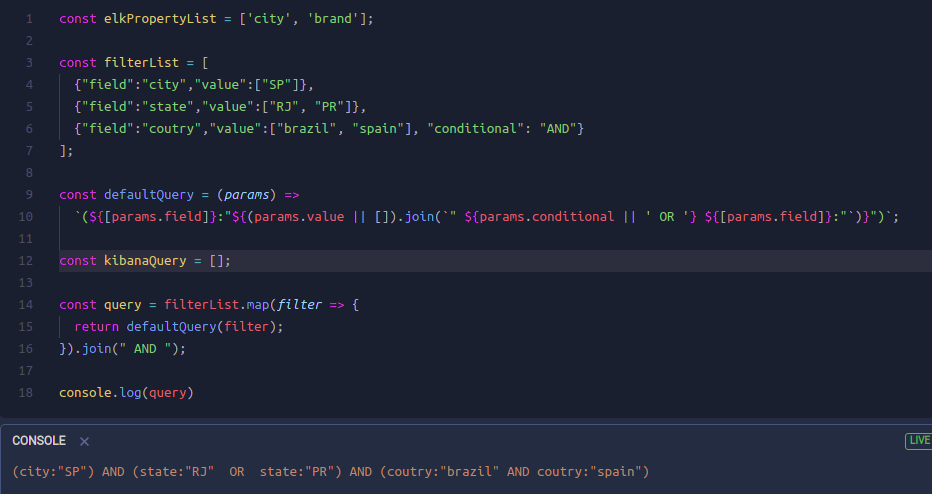 1 const elkPropertyList = ['city', 'brand'];
2
3 const filterList = [
4 {"field":"city","value":["SP"]},
5 {"field":"state","value":["RJ", "PR"]},
6 {"field":"coutry","value":["brazil", "spain"], "conditional": "AND"}
7 ];
8
9 const defaultQuery = (params) =>
10 `(${[params.field]}:"${(params.value || []).join(`" ${params.conditional || ' OR '} ${[params.field]}:"`)}")`;
11
12 const kibanaQuery = [];
13
14 const query = filterList.map(filter => {
15 return defaultQuery(filter);
16 }).join(" AND ");
17
18 console.log(query)
CONSOLE ×
LIVE
(city:"SP") AND (state:"RJ"  OR  state:"PR") AND (coutry:"brazil" AND coutry:"spain")